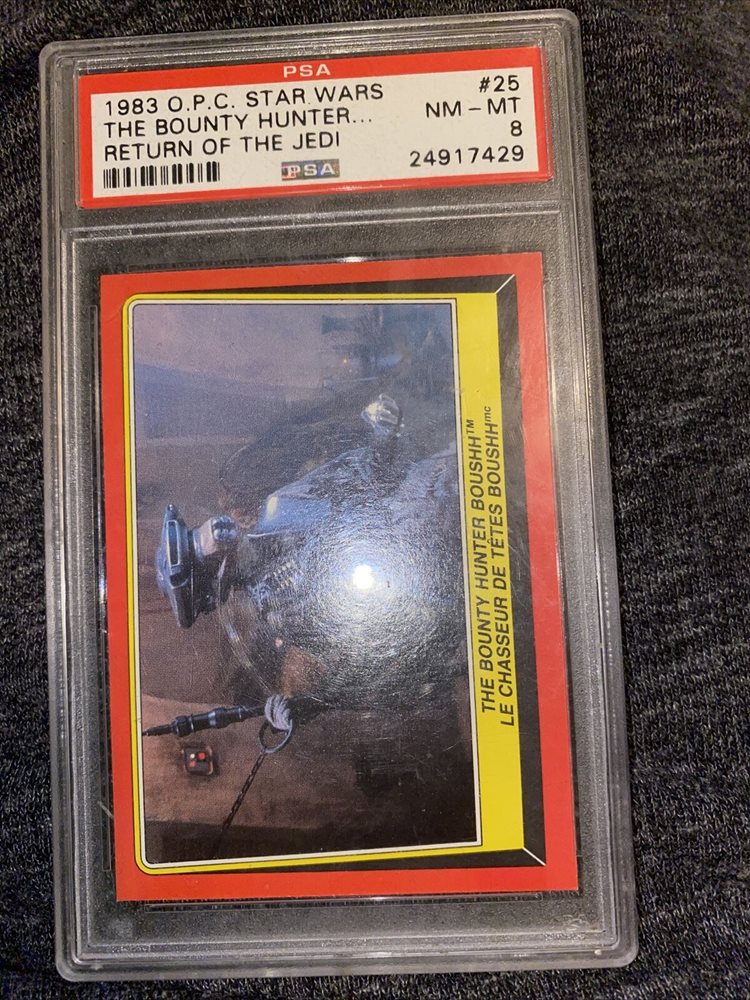 PSA
1983 O.P.C. STAR WARS #25
THE BOUNTY HUNTER... NM - MT
RETURN OF THE JEDI 8
PSA 24917429
THE BOUNTY HUNTER BOUSHH™
LE CHASSEUR DE TÊTES BOUSHHmc